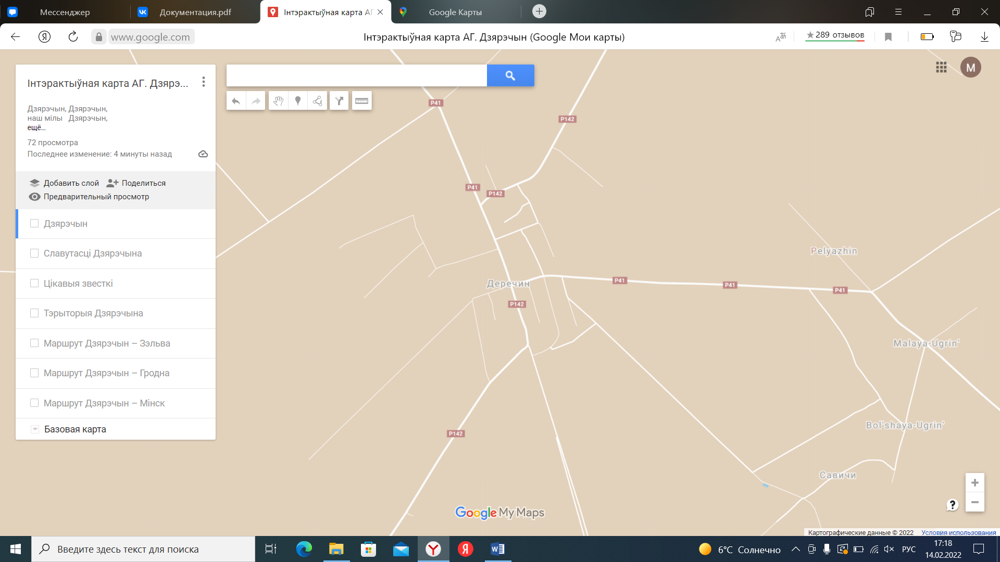 Мессенджер
Документация.pdf
Інтэрактыўная карта АГ
Google Карты
www.google.com
Інтэрактыўная карта АГ. Дзярэчын (Google Мои карты)
289 отзывов
Інтэрактыўная карта АГ. Дзярэ...
Дзярэчын, Дзярэчын,
наш мілы Дзярэчын,
ещё...
72 просмотра
Последнее изменение: 4 минуты назад
Добавить слой
Поделиться
Предварительный просмотр
Дзярэчын
Славутасці Дзярэчына
Цікавыя звесткі
Тэрыторыя Дзярэчына
Маршрут Дзярэчын – Зэльва
Маршрут Дзярэчын – Гродна
Маршрут Дзярэчын – Мінск
Базовая карта
M
P41
P142
P41
P142
Pelyazhin
Деречин
P41
P41
P41
P142
Malaya-Ugrin'
P142
Bol'shaya-Ugrin'
Савичи
Google My Maps
Картографические данные © 2022
Условия использования
Введите здесь текст для поиска
6°C Солнечно
РУС
17:18
14.02.2022